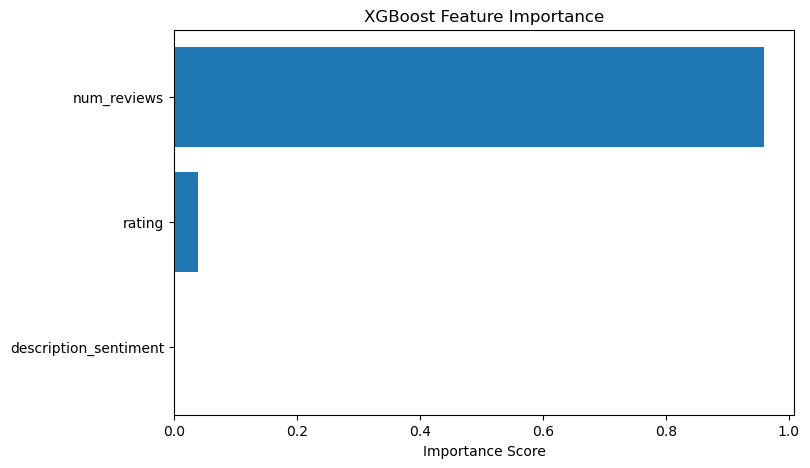 XGBoost Feature Importance
num_reviews
rating
description_sentiment
0.0 0.2 0.4 0.6 0.8 1.0
Importance Score